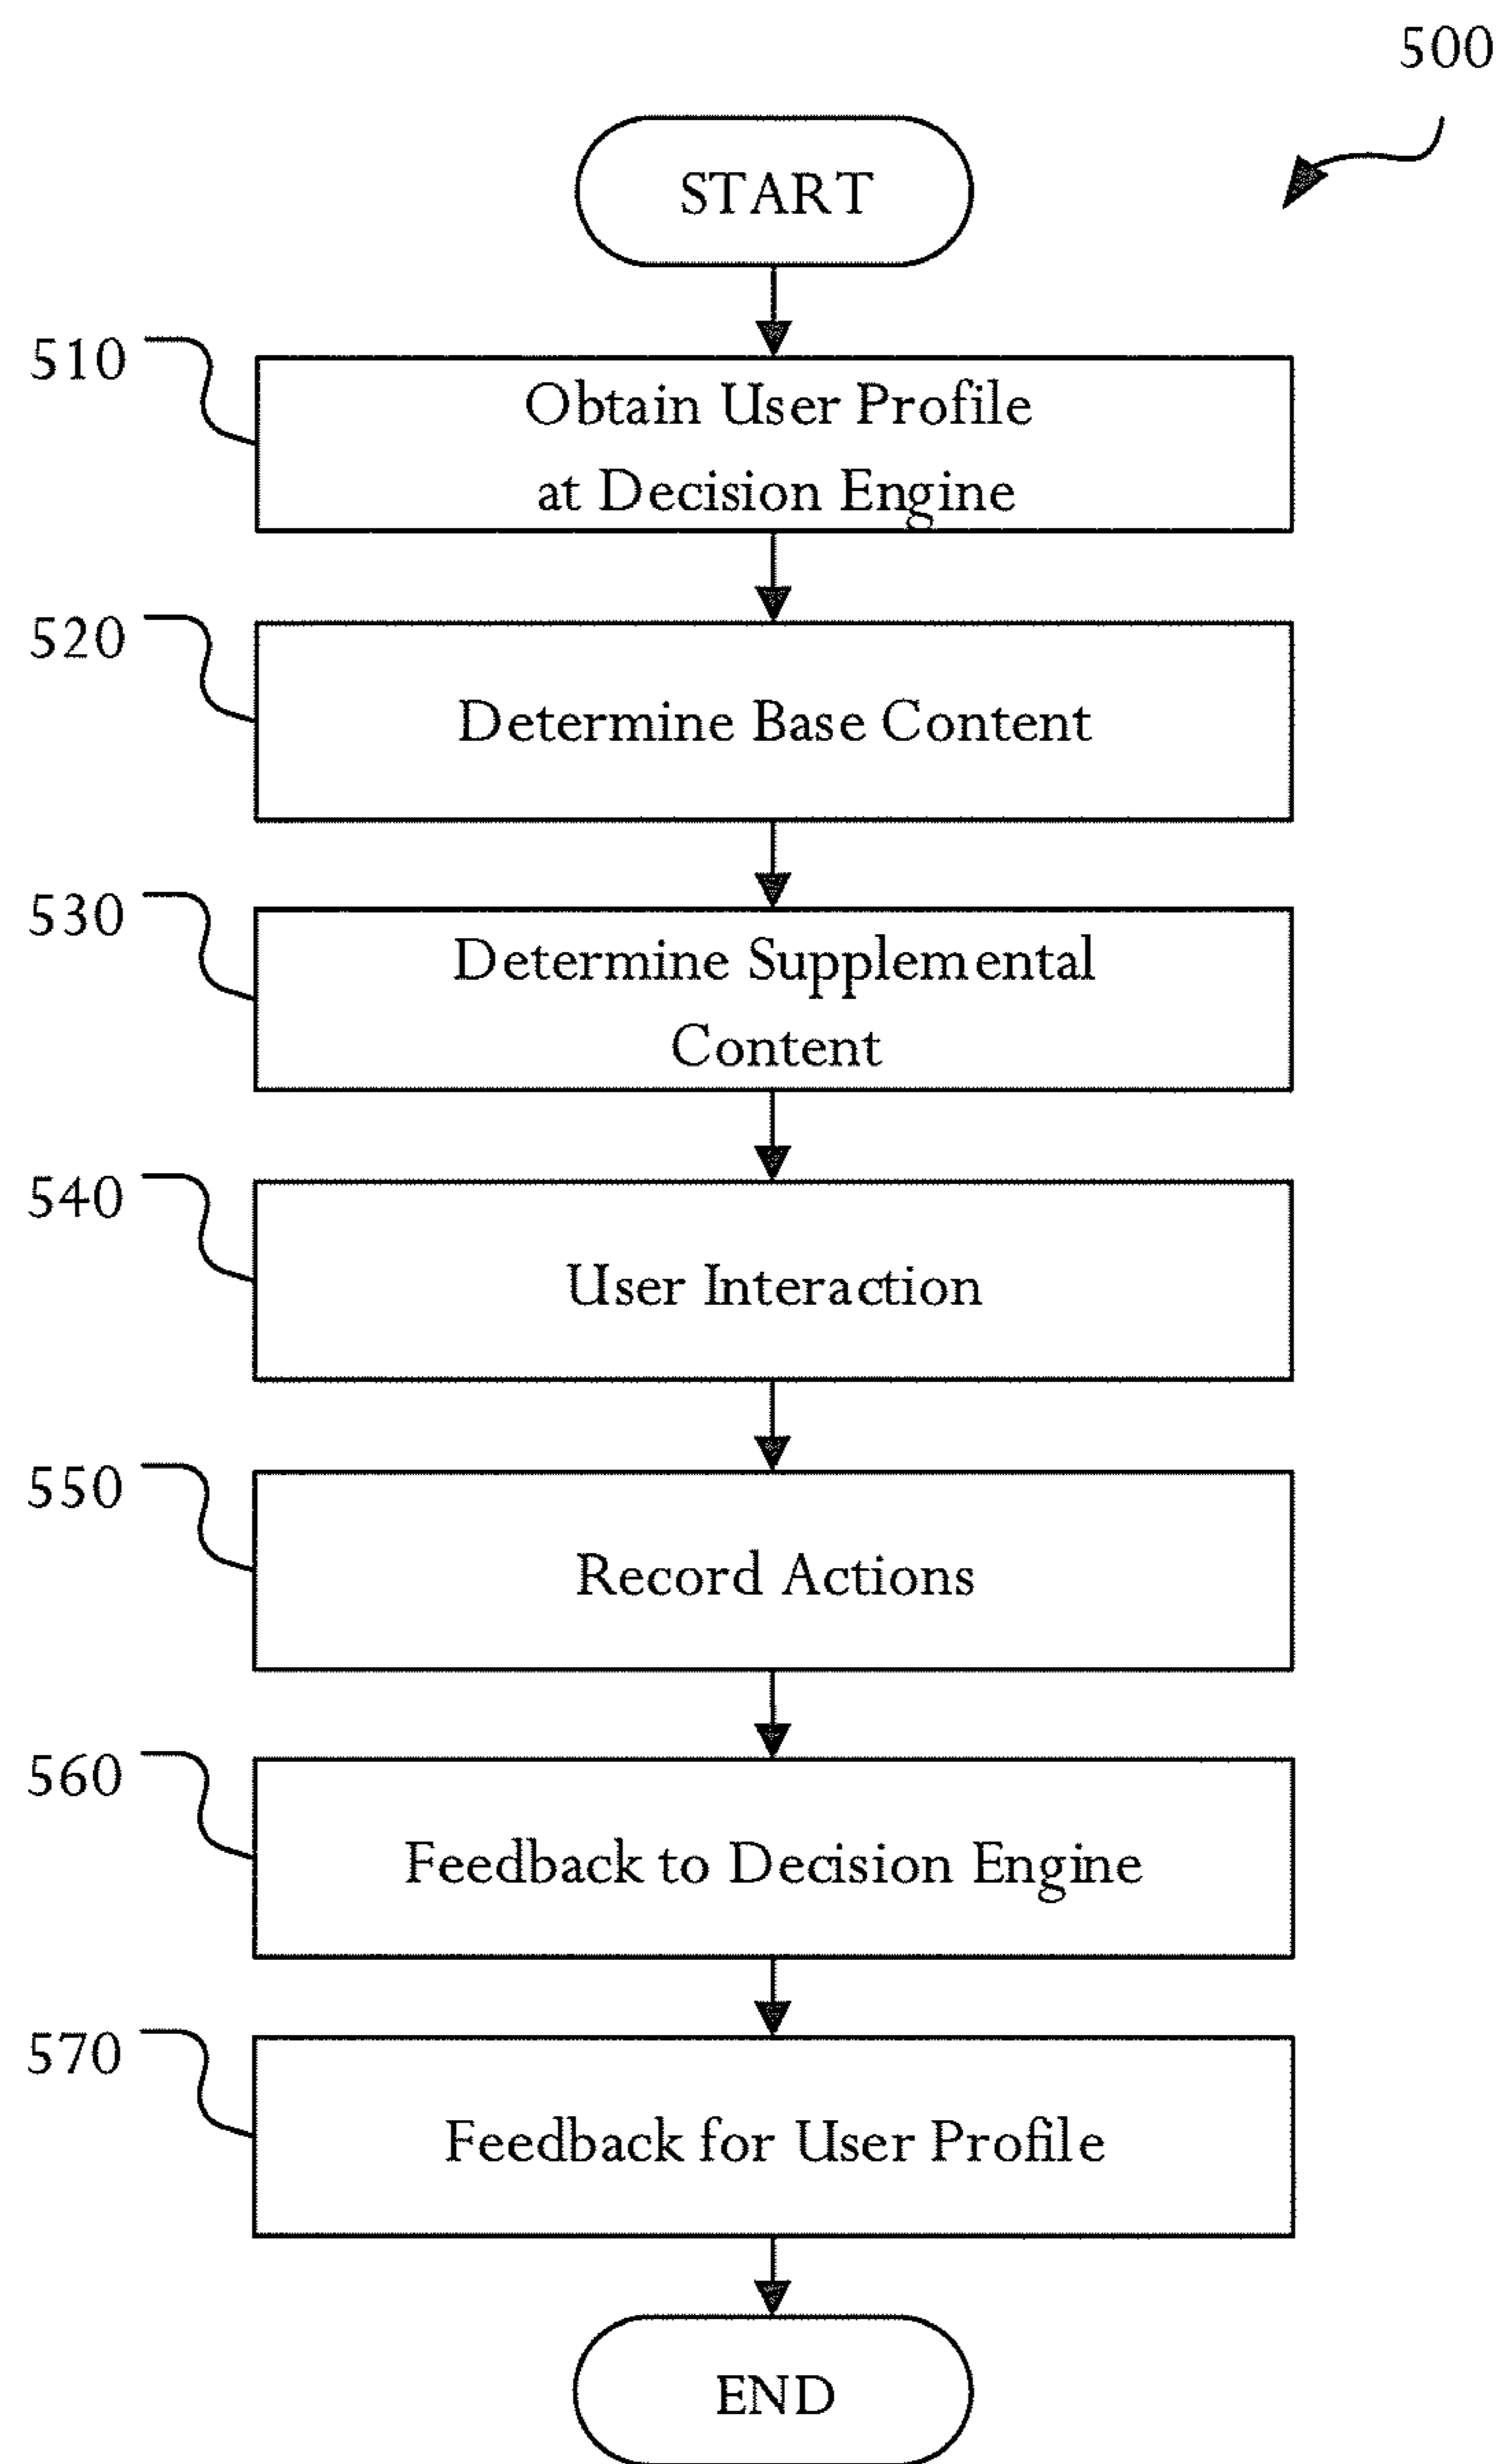 500
START
510
Obtain User Profile
at Decision Engine
520
Determine Base Content
530
Determine Supplemental
Content
540
User Interaction
550
Record Actions
560
Feedback to Decision Engine
570
Feedback for User Profile
END